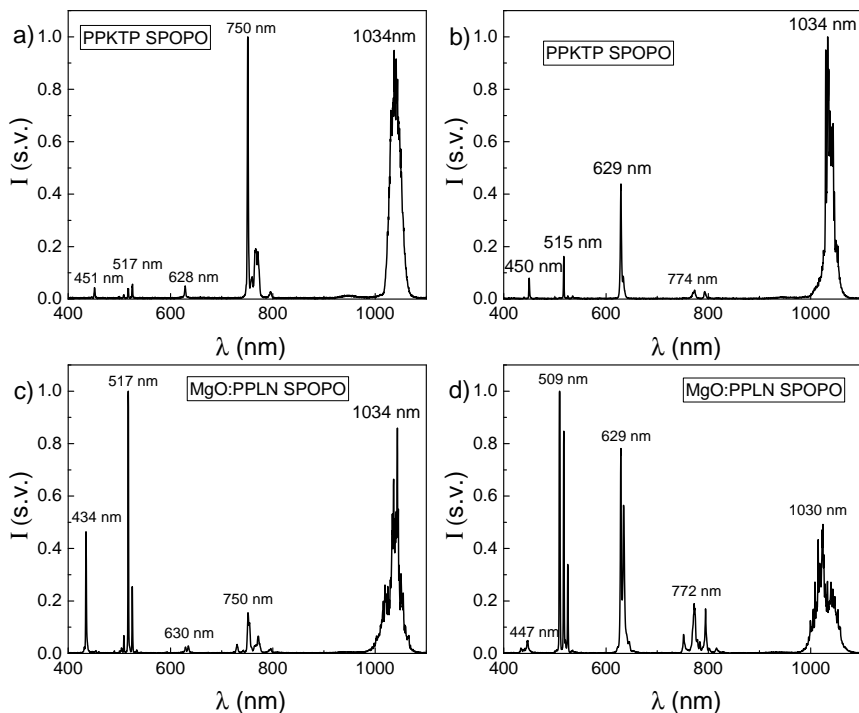 a)
PPKTP SPOPO
750 nm
1034nm
451 nm
517 nm
628 nm
I (s.v.)
1.0
0.8
0.6
0.4
0.2
0.0
400 600 800 1000
λ (nm)
b)
PPKTP SPOPO
1034 nm
629 nm
515 nm
450 nm
774 nm
I (s.v.)
1.0
0.8
0.6
0.4
0.2
0.0
400 600 800 1000
λ (nm)
c)
517 nm
MgO:PPLN SPOPO
1034 nm
434 nm
750 nm
630 nm
I (s.v.)
1.0
0.8
0.6
0.4
0.2
0.0
400 600 800 1000
λ (nm)
d)
509 nm
MgO:PPLN SPOPO
629 nm
1030 nm
772 nm
447 nm
I (s.v.)
1.0
0.8
0.6
0.4
0.2
0.0
400 600 800 1000
λ (nm)